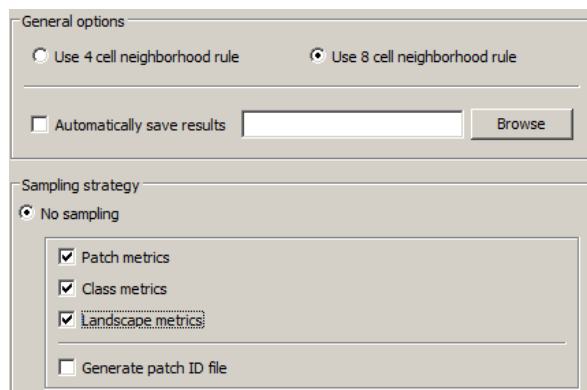 General options
Use 4 cell neighborhood rule Use 8 cell neighborhood rule
Automatically save results Browse
Sampling strategy
No sampling
Patch metrics
Class metrics
Landscape metrics
Generate patch ID file